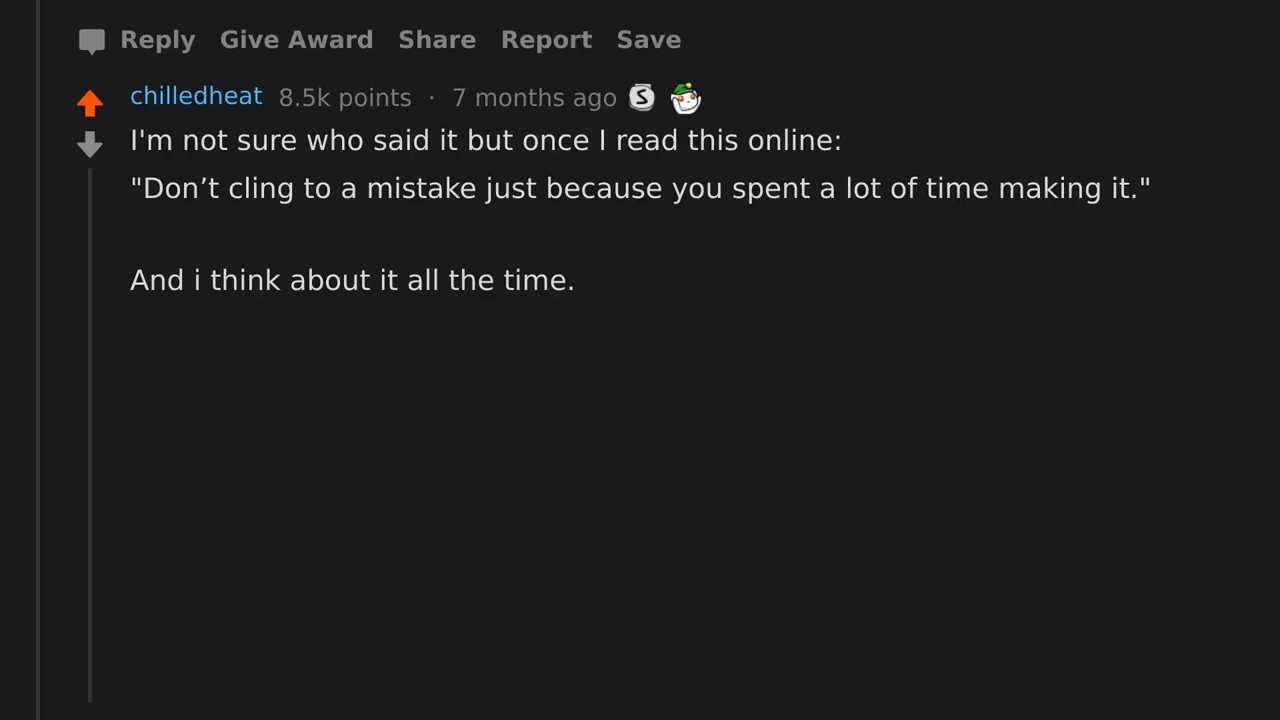 Reply Give Award Share Report Save
chilledheat 8.5k points · 7 months ago S
I'm not sure who said it but once I read this online:
"Don’t cling to a mistake just because you spent a lot of time making it."
And i think about it all the time.